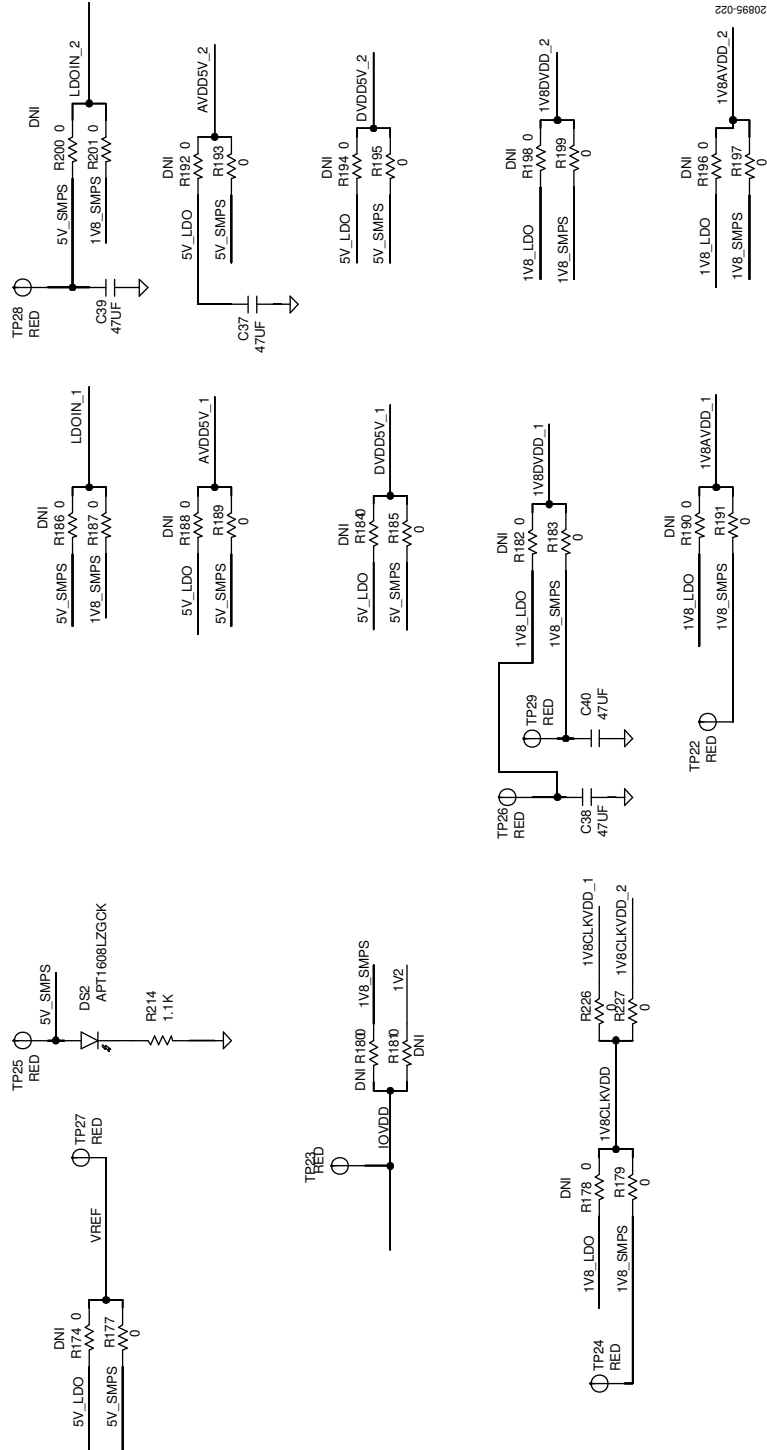 20895-022
TP28
RED
C39
47UF
5V_SMPS
1V8_SMPS
DNI
R200 0
R201 0
LDOIN_2
C37
47UF
5V_LDO
5V_SMPS
DNI
R192 0
R193
0
AVDD5V_2
5V_LDO
5V_SMPS
DNI
R194 0
R195
0
DVDD5V_2
1V8_LDO
1V8_SMPS
DNI
R198 0
R199
0
1V8DVDD_2
1V8_LDO
1V8_SMPS
DNI
R196 0
R197
0
1V8AVDD_2
5V_SMPS
1V8_SMPS
DNI
R186 0
R187 0
LDOIN_1
5V_LDO
5V_SMPS
DNI
R188 0
R189
0
AVDD5V_1
5V_LDO
5V_SMPS
DNI
R184 0
R185
0
DVDD5V_1
TP26
RED
C38
47UF
TP29
RED
C40
47UF
1V8_LDO
1V8_SMPS
DNI
R182 0
R183
0
1V8DVDD_1
TP22
RED
1V8_LDO
1V8_SMPS
DNI
R190 0
R191
0
1V8AVDD_1
TP25
RED
5V_SMPS
DS2
APT1608LZGCK
R214
1.1K
5V_LDO
5V_SMPS
DNI
R174 0
R177
0
VREF
TP27
RED
TP23
RED
IOVDD
DNI
R180 0
R181 0
DNI
1V8_SMPS
1V2
TP24
RED
1V8_LDO
1V8_SMPS
DNI
R178 0
R179
0
1V8CLKVDD
R226
0
R227
0
1V8CLKVDD_1
1V8CLKVDD_2